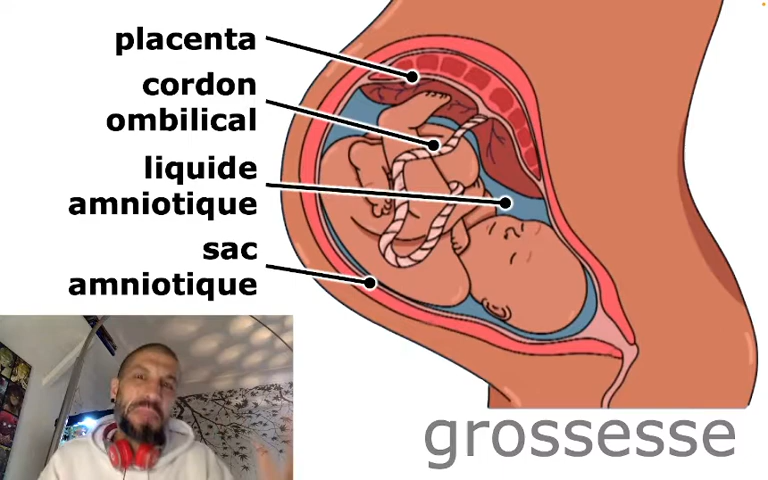 placenta
cordon
ombilical
liquide
amniotique
sac
amniotique
grossesse